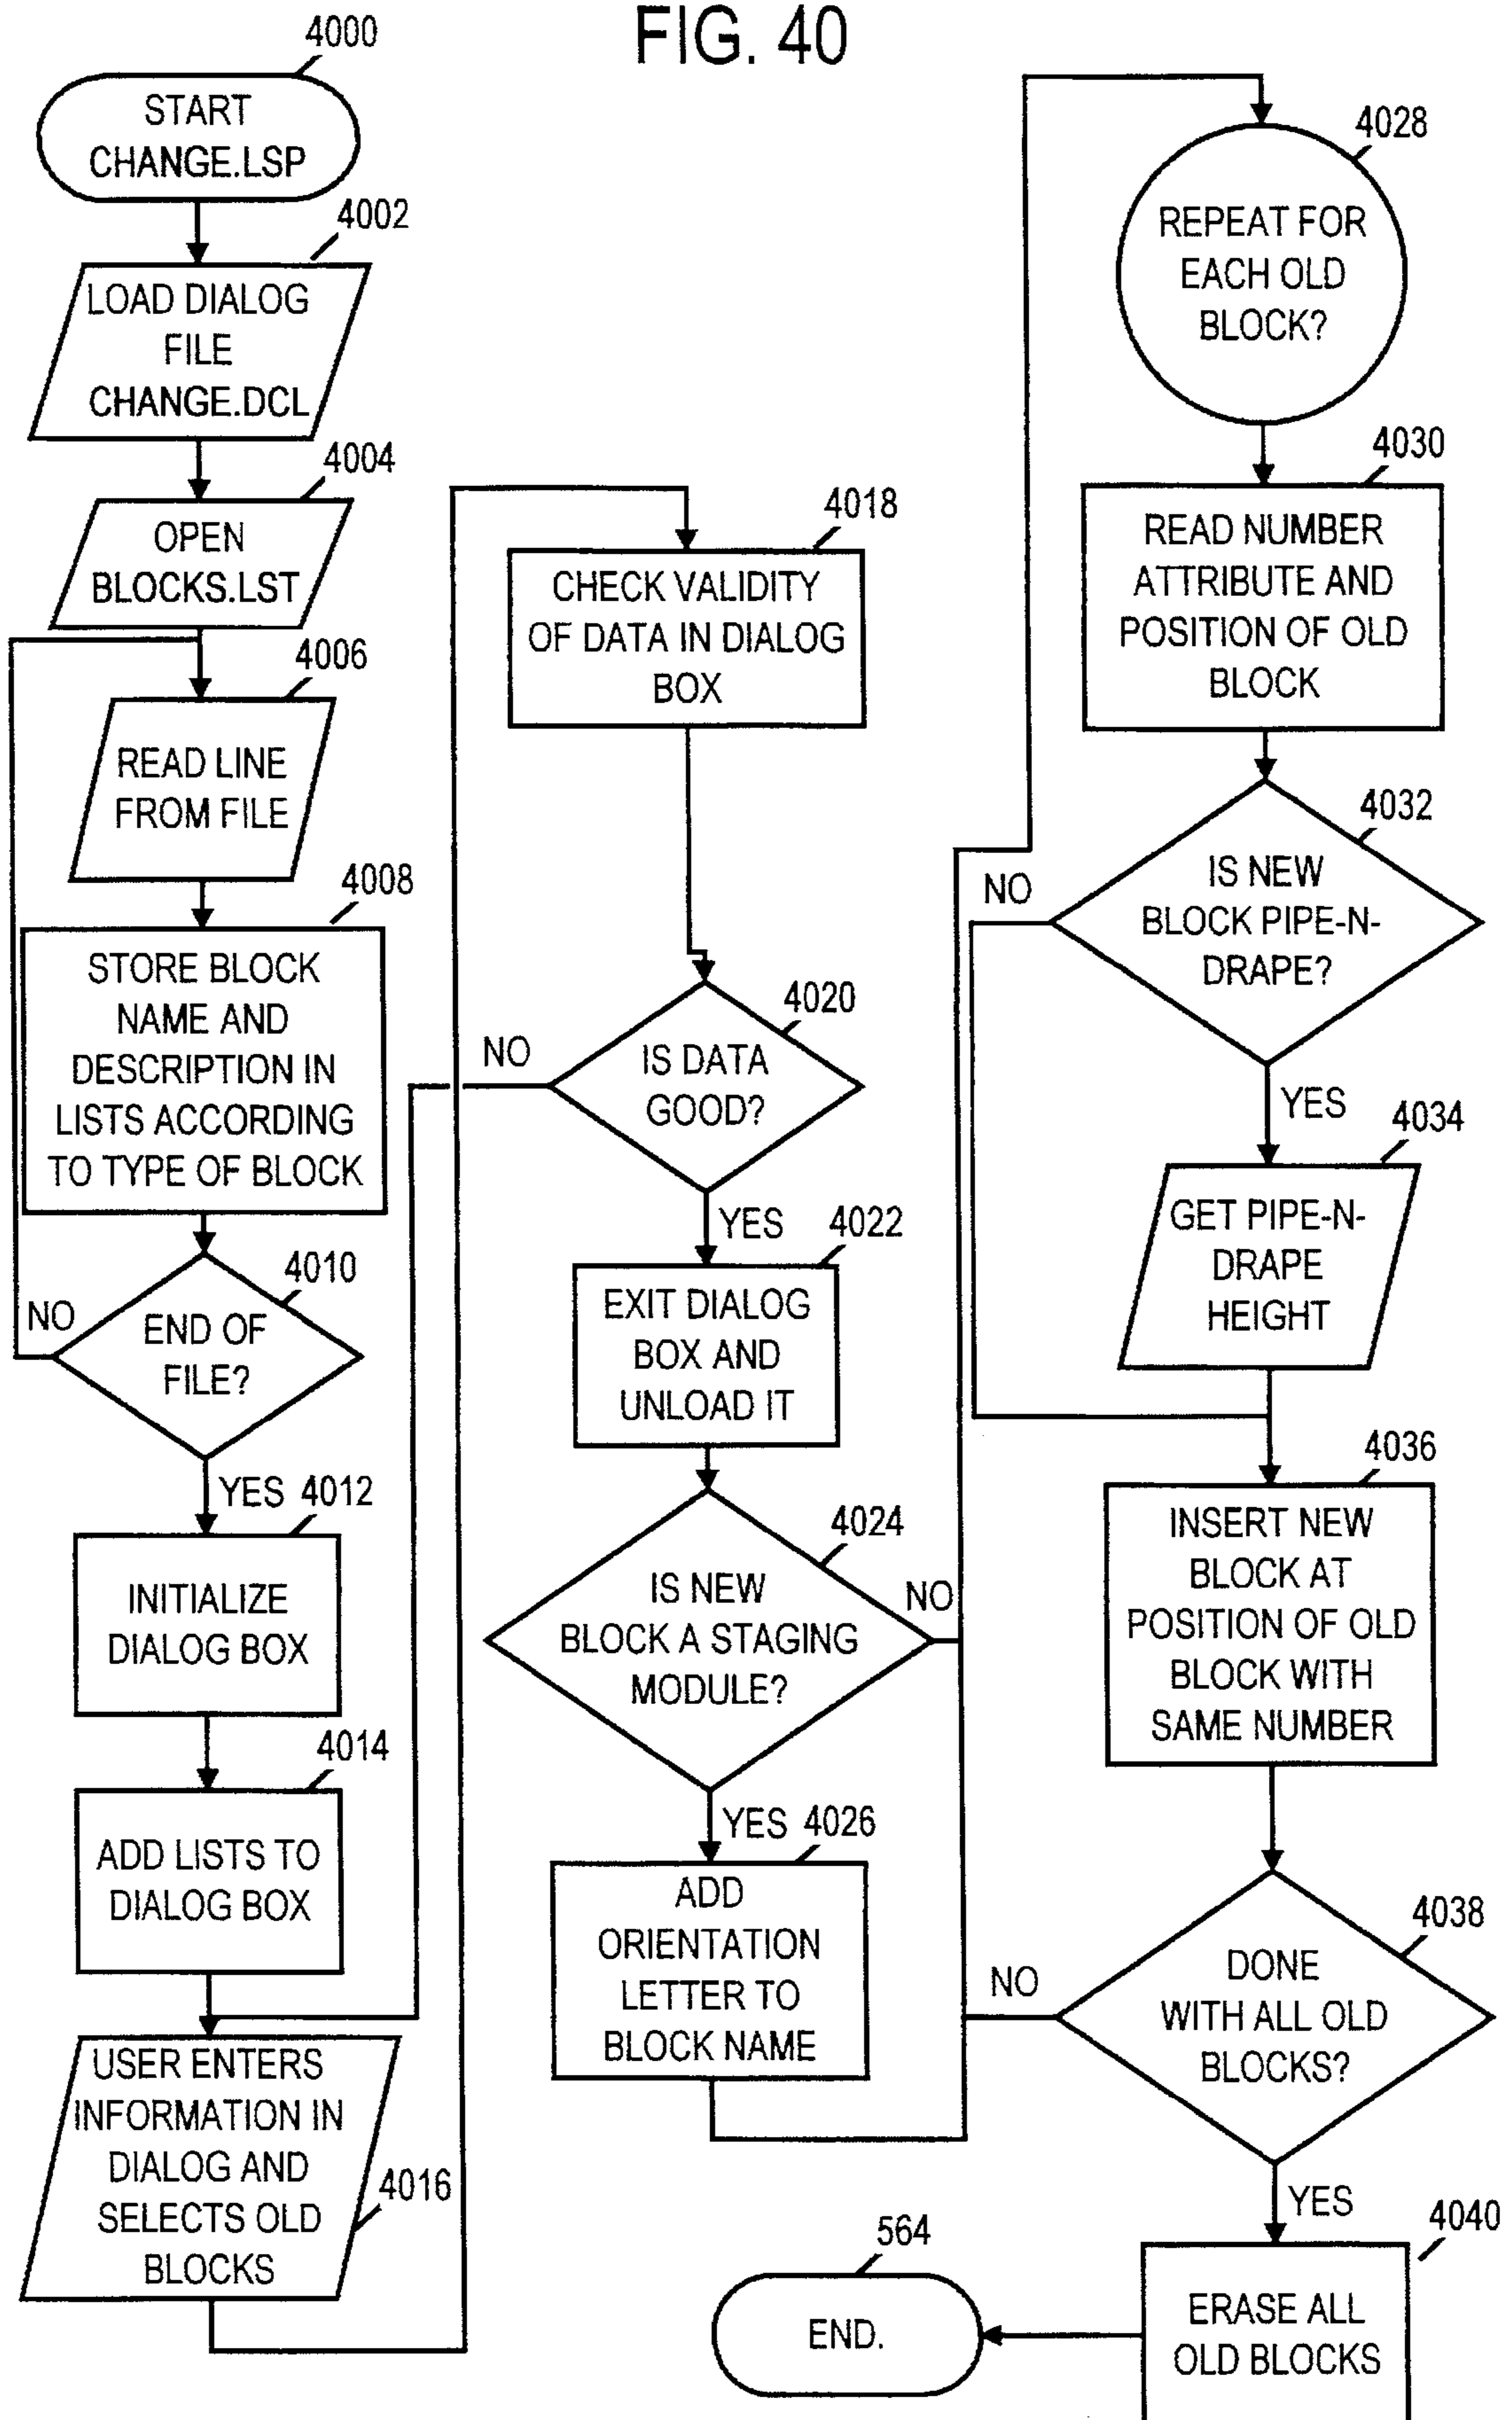 FIG. 40
4000
START
CHANGE.LSP
4002
LOAD DIALOG
FILE
CHANGE.DCL
4004
OPEN
BLOCKS.LST
4006
READ LINE
FROM FILE
4008
STORE BLOCK
NAME AND
DESCRIPTION IN
LISTS ACCORDING
TO TYPE OF BLOCK
4010
NO
END OF
FILE?
YES 4012
INITIALIZE
DIALOG BOX
4014
ADD LISTS TO
DIALOG BOX
USER ENTERS
INFORMATION IN
DIALOG AND
SELECTS OLD
BLOCKS
4016
4018
CHECK VALIDITY
OF DATA IN DIALOG
BOX
4020
NO
IS DATA
GOOD?
YES
4022
EXIT DIALOG
BOX AND
UNLOAD IT
4024
IS NEW
BLOCK A STAGING
MODULE?
NO
YES 4026
ADD
ORIENTATION
LETTER TO
BLOCK NAME
4028
REPEAT FOR
EACH OLD
BLOCK?
4030
READ NUMBER
ATTRIBUTE AND
POSITION OF OLD
BLOCK
4032
NO
IS NEW
BLOCK PIPE-N-
DRAPE?
YES
4034
GET PIPE-N-
DRAPE
HEIGHT
4036
INSERT NEW
BLOCK AT
POSITION OF OLD
BLOCK WITH
SAME NUMBER
4038
NO
DONE
WITH ALL OLD
BLOCKS?
YES
4040
ERASE ALL
OLD BLOCKS
564
END.